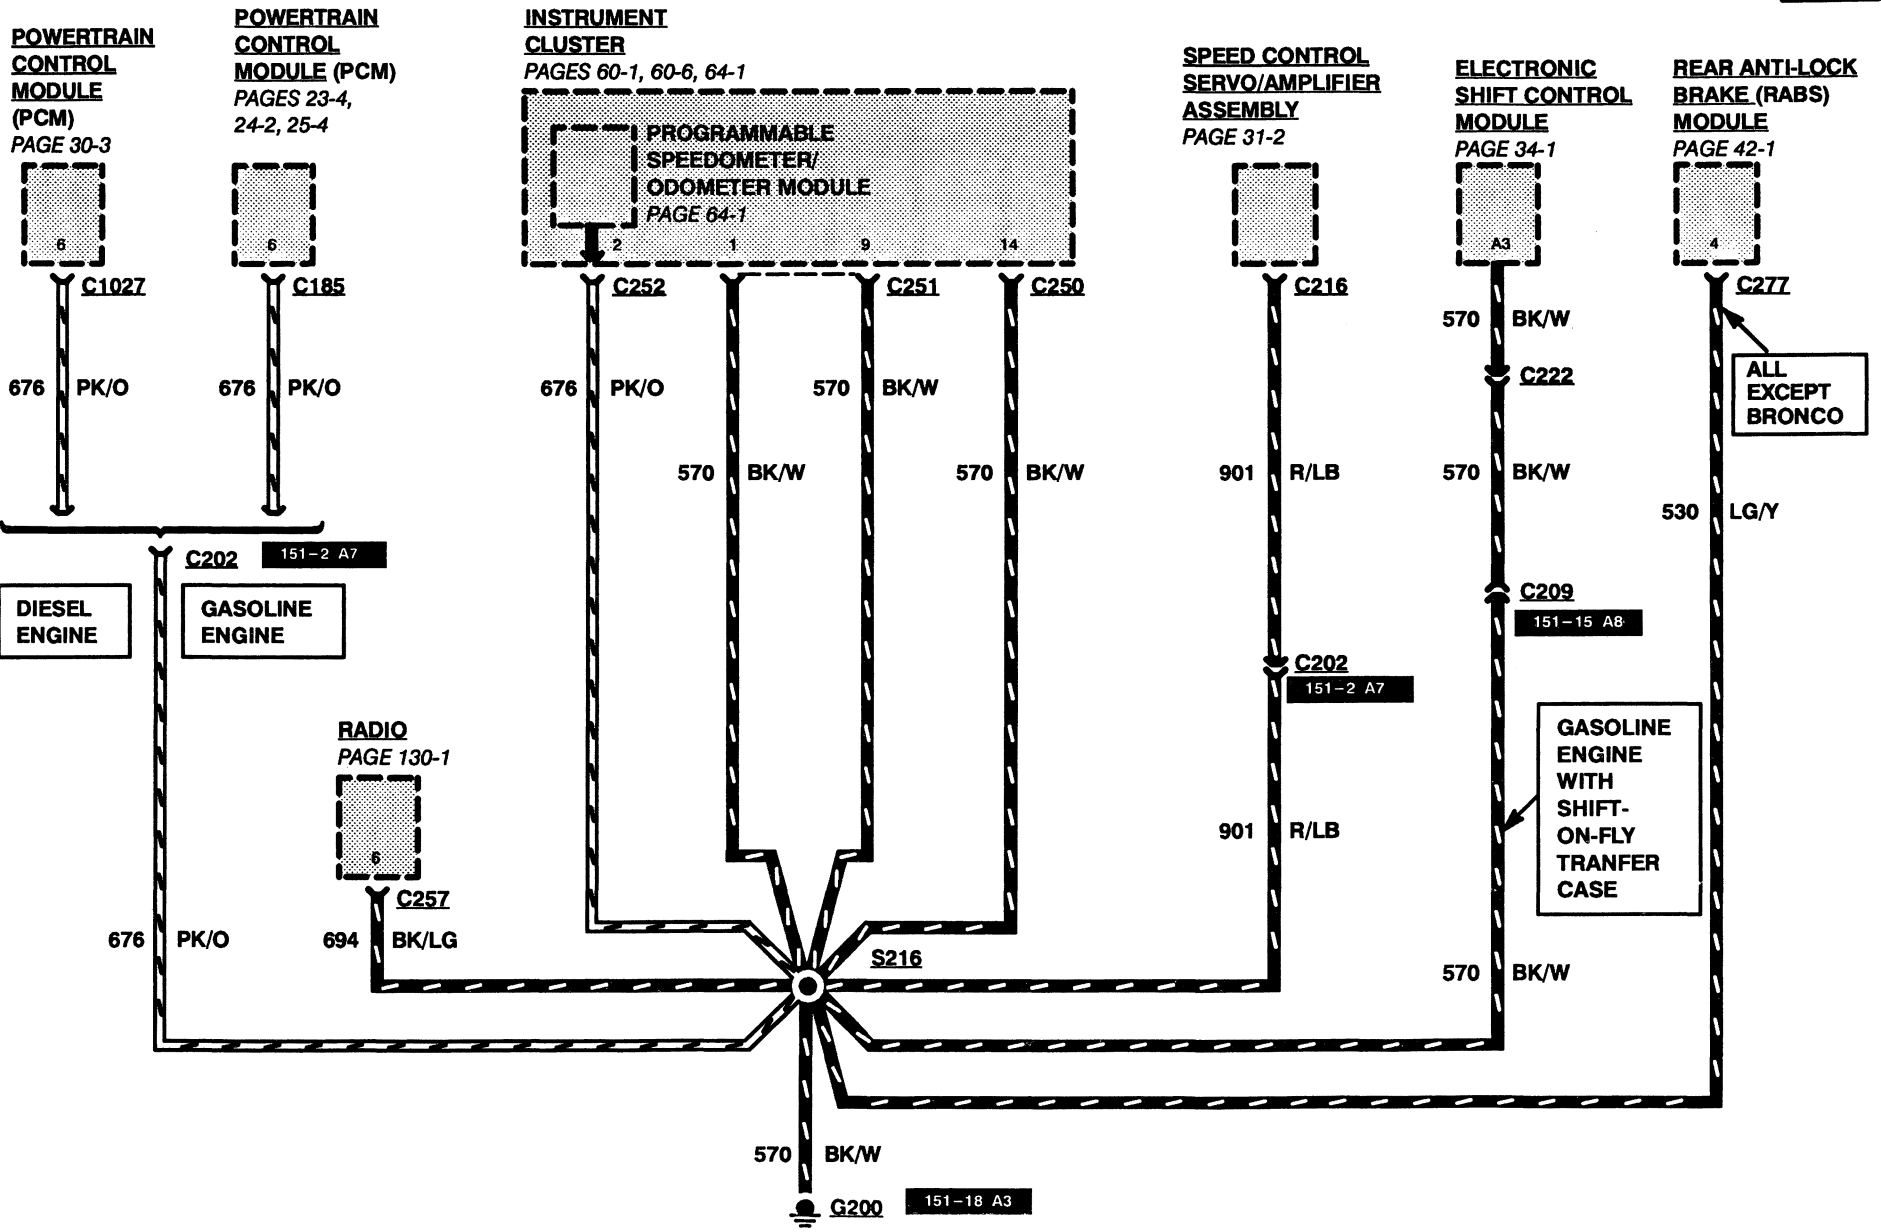 POWERTRAIN
CONTROL
MODULE
(PCM)
PAGE 30-3
6
C1027
676 PK/O
POWERTRAIN
CONTROL
MODULE (PCM)
PAGES 23-4,
24-2, 25-4
6
C185
676 PK/O
INSTRUMENT
CLUSTER
PAGES 60-1, 60-6, 64-1
PROGRAMMABLE
SPEEDOMETER/
ODOMETER MODULE
PAGE 64-1
2 1 9 14
C252 C251 C250
676 PK/O
570 BK/W
570 BK/W
570 BK/W
SPEED CONTROL
SERVO/AMPLIFIER
ASSEMBLY
PAGE 31-2
C216
901 R/LB
C202
151-2 A7
901 R/LB
ELECTRONIC
SHIFT CONTROL
MODULE
PAGE 34-1
A3
570 BK/W
C222
570 BK/W
C209
151-15 A8
GASOLINE
ENGINE
WITH
SHIFT-
ON-FLY
TRANFER
CASE
570 BK/W
REAR ANTI-LOCK
BRAKE (RABS)
MODULE
PAGE 42-1
4
C277
ALL
EXCEPT
BRONCO
530 LG/Y
C202
151-2 A7
DIESEL
ENGINE
GASOLINE
ENGINE
RADIO
PAGE 130-1
6
C257
676 PK/O
694 BK/LG
S216
570 BK/W
G200
151-18 A3